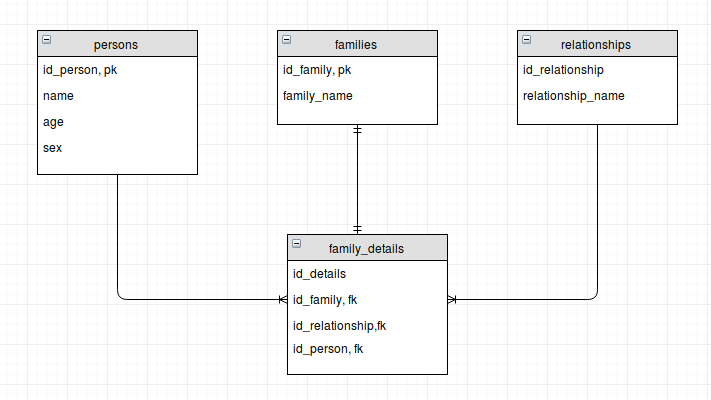 persons
id_person, pk
name
age
sex
families
id_family, pk
family_name
relationships
id_relationship
relationship_name
family_details
id_details
id_family, fk
id_relationship,fk
id_person, fk